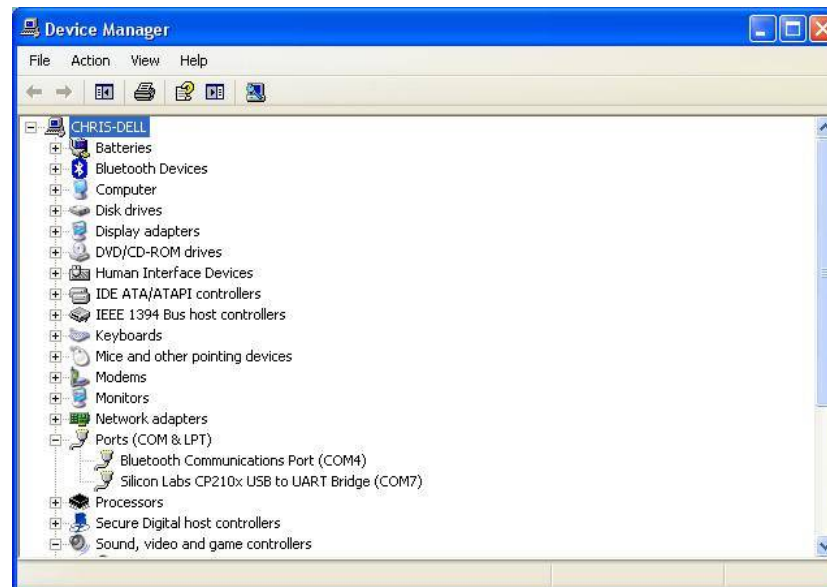 Device Manager
File Action View Help
CHRIS-DELL
Batteries
Bluetooth Devices
Computer
Disk drives
Display adapters
DVD/CD-ROM drives
Human Interface Devices
IDE ATA/ATAPI controllers
IEEE 1394 Bus host controllers
Keyboards
Mice and other pointing devices
Modems
Monitors
Network adapters
Ports (COM & LPT)
Bluetooth Communications Port (COM4)
Silicon Labs CP210x USB to UART Bridge (COM7)
Processors
Secure Digital host controllers
Sound, video and game controllers